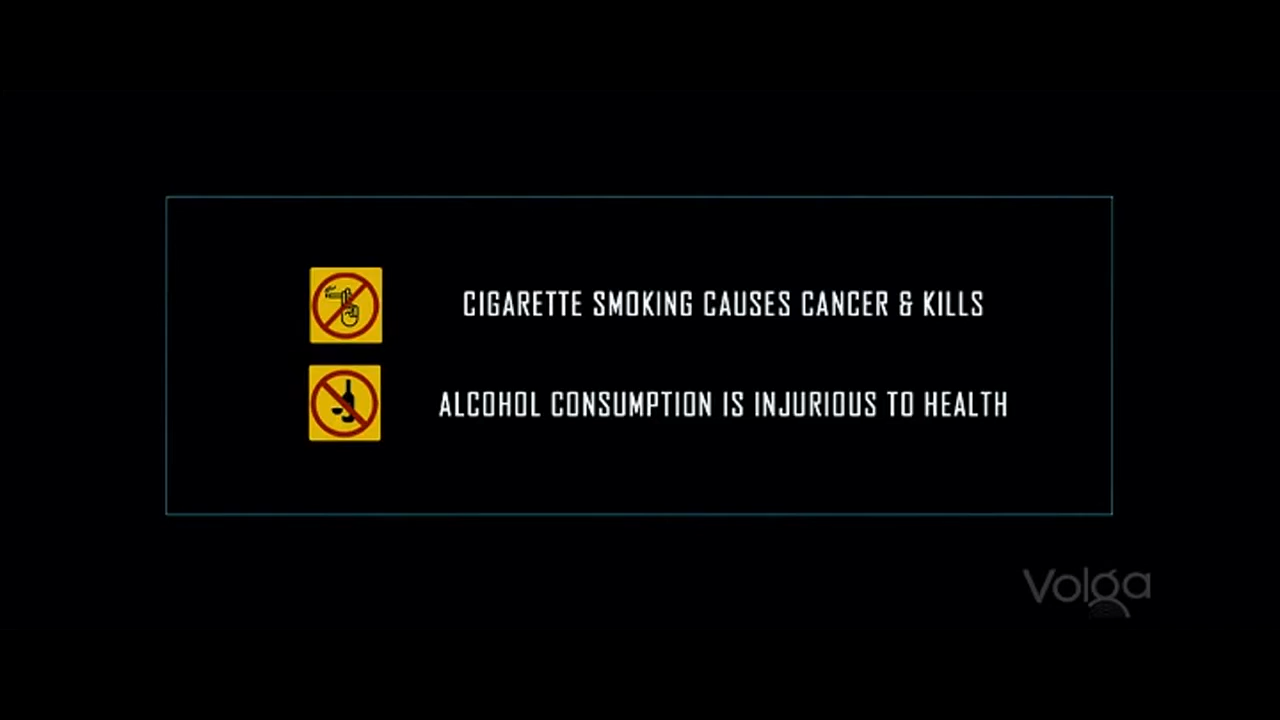 CIGARETTE SMOKING CAUSES CANCER & KILLS
ALCOHOL CONSUMPTION IS INJURIOUS TO HEALTH
Volga